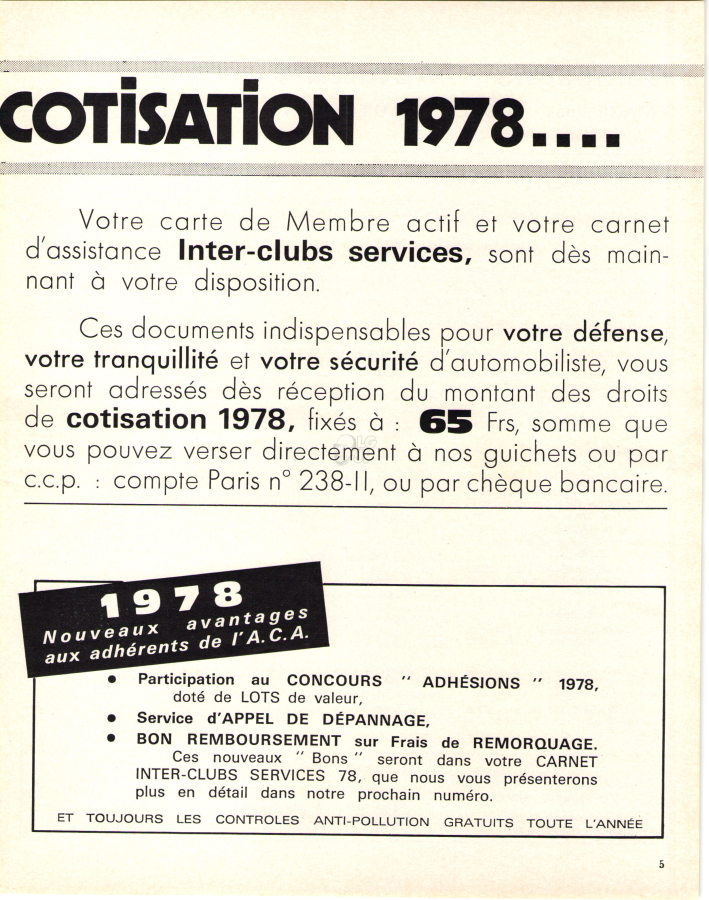 COTİSATİON 1978....
Votre carte de Membre actif et votre carnet
d'assistance Inter-clubs services, sont dès main-
nant à votre disposition.
Ces documents indispensables pour votre défense,
votre tranquillité et votre sécurité d'automobiliste, vous
seront adressés dès réception du montant des droits
de cotisation 1978, fixés à : 65 Frs, somme que
vous pouvez verser directement à nos guichets ou par
c.c.p. : compte Paris n° 238-II, ou par chèque bancaire.
1978
Nouveaux avantages
aux adhérents de l'A.C.A.
● Participation au CONCOURS " ADHÉSIONS " 1978,
doté de LOTS de valeur,
● Service d'APPEL DE DÉPANNAGE,
● BON REMBOURSEMENT sur Frais de REMORQUAGE.
Ces nouveaux " Bons " seront dans votre CARNET
INTER-CLUBS SERVICES 78, que nous vous présenterons
plus en détail dans notre prochain numéro.
ET TOUJOURS LES CONTROLES ANTI-POLLUTION GRATUITS TOUTE L'ANNÉE
5